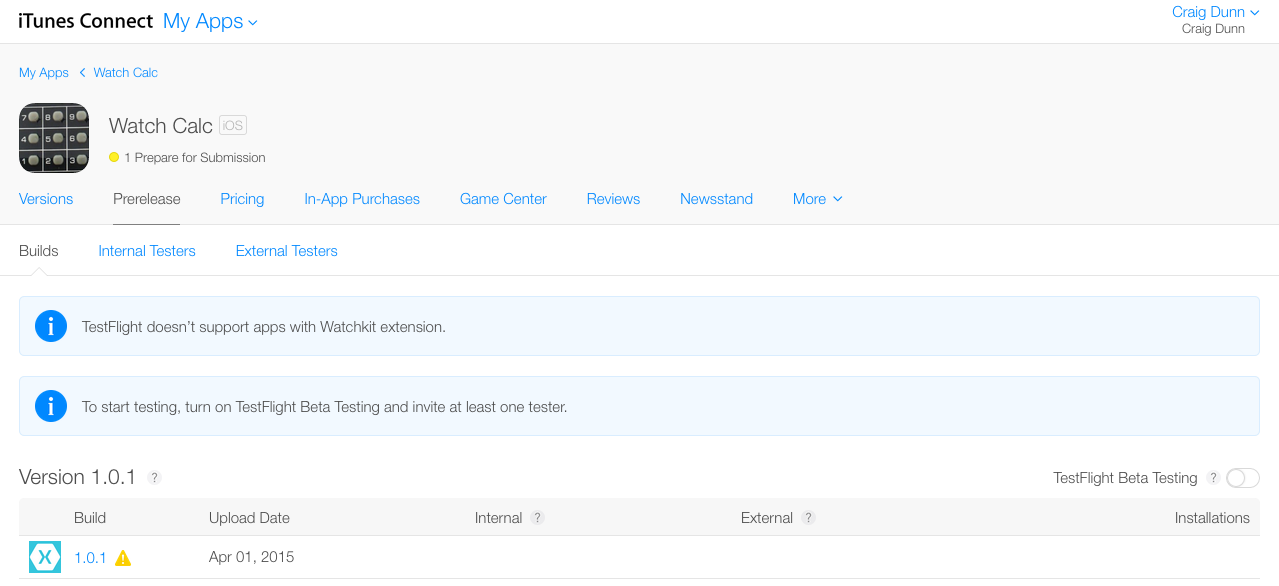 iTunes Connect My Apps
Craig Dunn
Craig Dunn
My Apps Watch Calc
7 8 9
4 5 6
1 2 3
Watch Calc iOS
1 Prepare for Submission
Versions Prerelease Pricing In-App Purchases Game Center Reviews Newsstand More
Builds Internal Testers External Testers
i TestFlight doesn’t support apps with Watchkit extension.
i To start testing, turn on TestFlight Beta Testing and invite at least one tester.
Version 1.0.1 ? TestFlight Beta Testing ?
Build Upload Date Internal ? External ? Installations
X 1.0.1 ! Apr 01, 2015